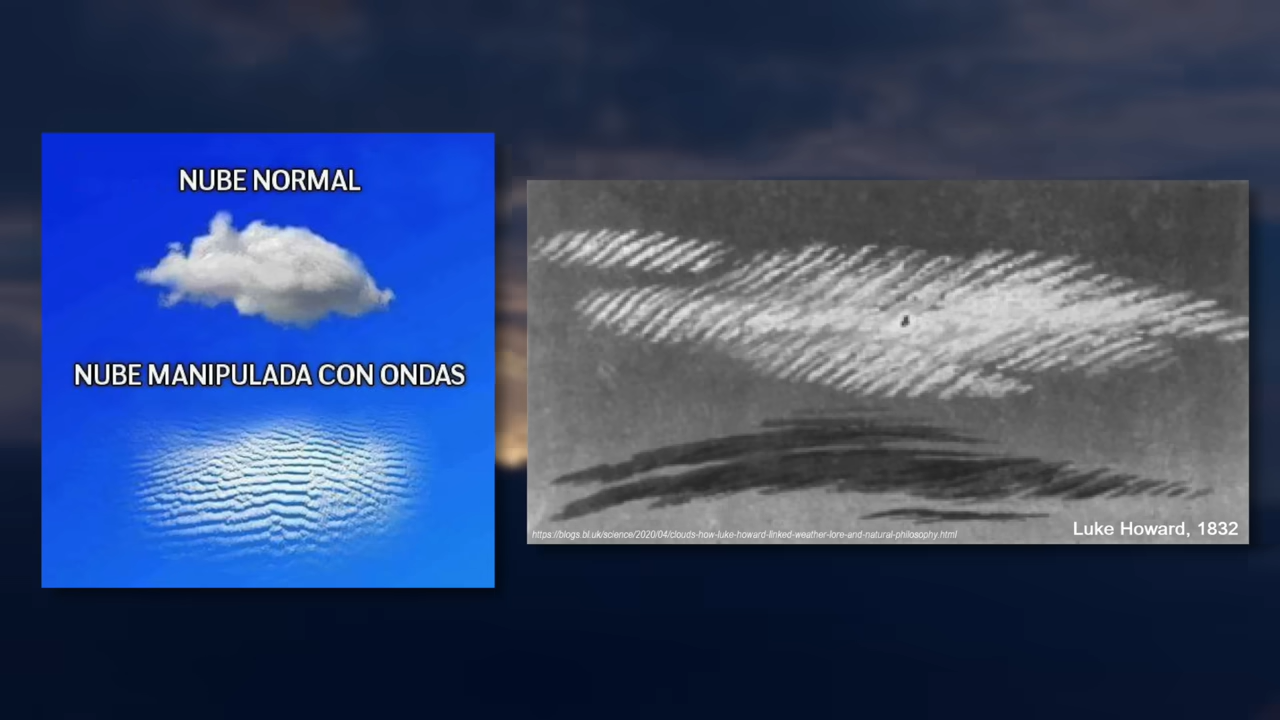 NUBE NORMAL
NUBE MANIPULADA CON ONDAS
https://blogs.bl.uk/science/2020/04/clouds-how-luke-howard-linked-weather-lore-and-natural-philosophy.html
Luke Howard, 1832